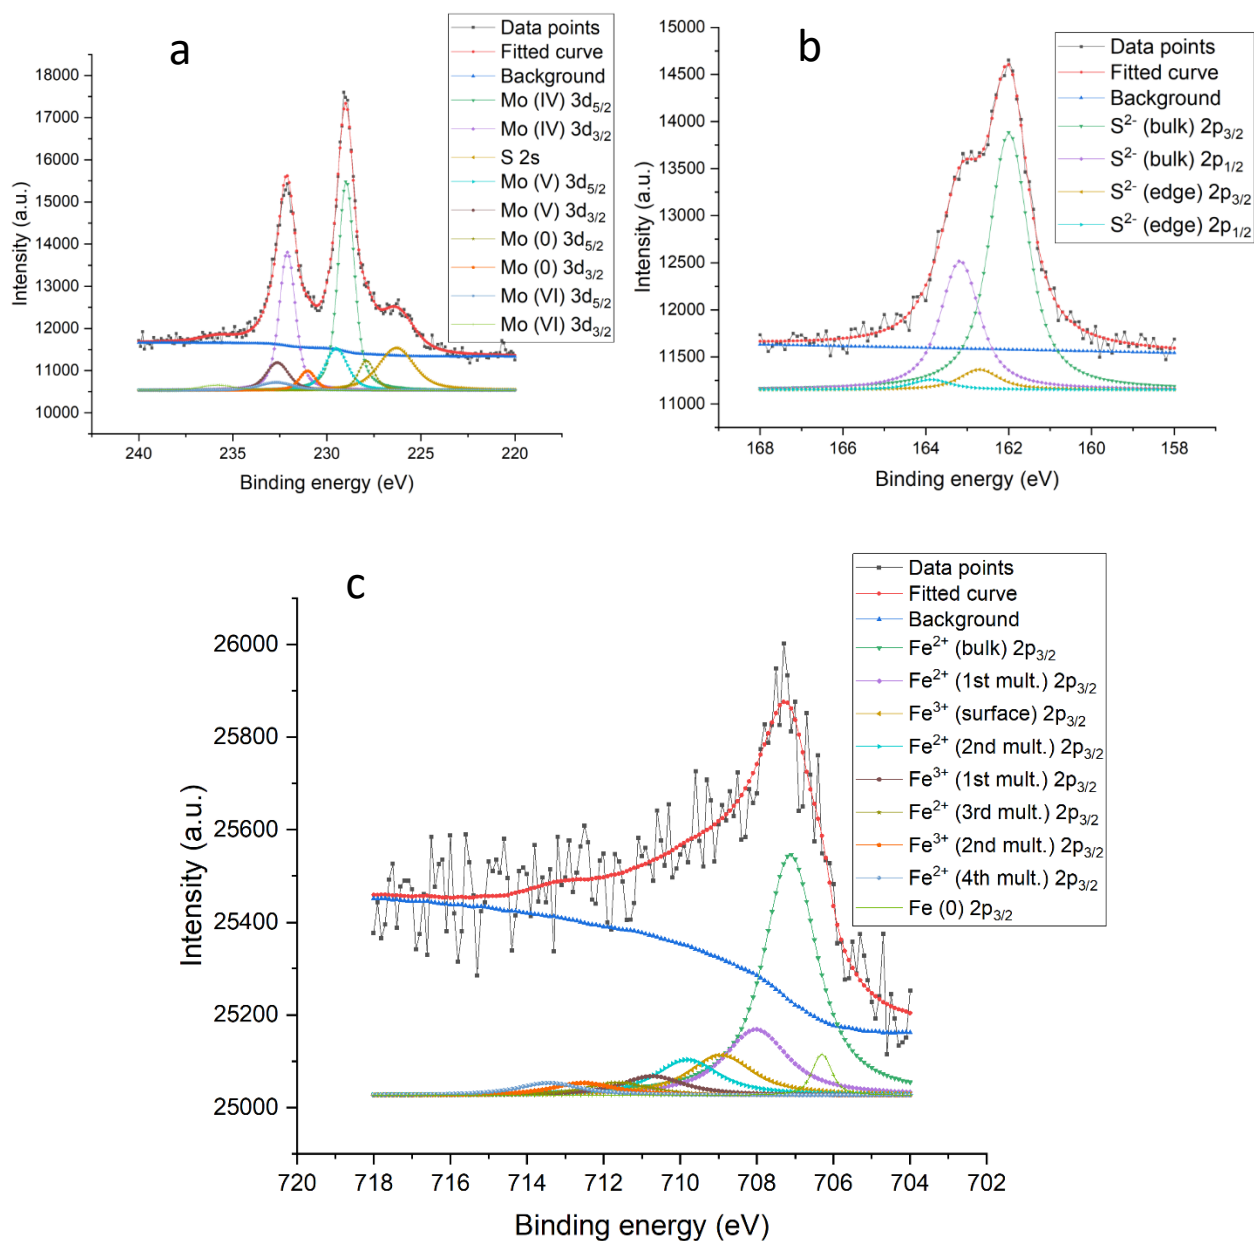 a
Data points
Fitted curve
Background
Mo (IV) 3d5/2
Mo (IV) 3d3/2
S 2s
Mo (V) 3d5/2
Mo (V) 3d3/2
Mo (0) 3d5/2
Mo (0) 3d3/2
Mo (VI) 3d5/2
Mo (VI) 3d3/2
18000
17000
16000
15000
14000
13000
12000
11000
10000
Intensity (a.u.)
240
235
230
225
220
Binding energy (eV)
b
Data points
Fitted curve
Background
S2- (bulk) 2p3/2
S2- (bulk) 2p1/2
S2- (edge) 2p3/2
S2- (edge) 2p1/2
15000
14500
14000
13500
13000
12500
12000
11500
11000
Intensity (a.u.)
168
166
164
162
160
158
Binding energy (eV)
c
Data points
Fitted curve
Background
Fe2+ (bulk) 2p3/2
Fe2+ (1st mult.) 2p3/2
Fe3+ (surface) 2p3/2
Fe2+ (2nd mult.) 2p3/2
Fe3+ (1st mult.) 2p3/2
Fe2+ (3rd mult.) 2p3/2
Fe3+ (2nd mult.) 2p3/2
Fe2+ (4th mult.) 2p3/2
Fe (0) 2p3/2
26000
25800
25600
25400
25200
25000
Intensity (a.u.)
720
718
716
714
712
710
708
706
704
702
Binding energy (eV)